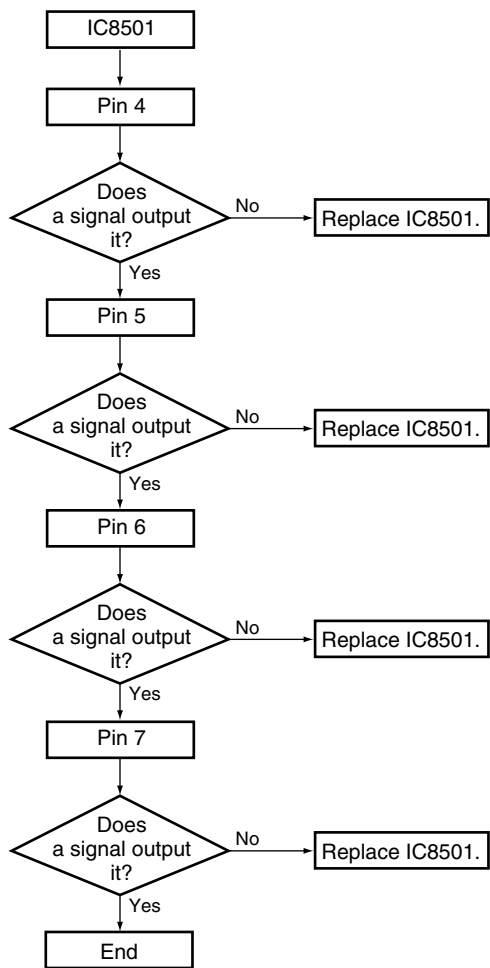 IC8501
Pin 4
Does
a signal output
it?
No
Replace IC8501.
Yes
Pin 5
Does
a signal output
it?
No
Replace IC8501.
Yes
Pin 6
Does
a signal output
it?
No
Replace IC8501.
Yes
Pin 7
Does
a signal output
it?
No
Replace IC8501.
Yes
End